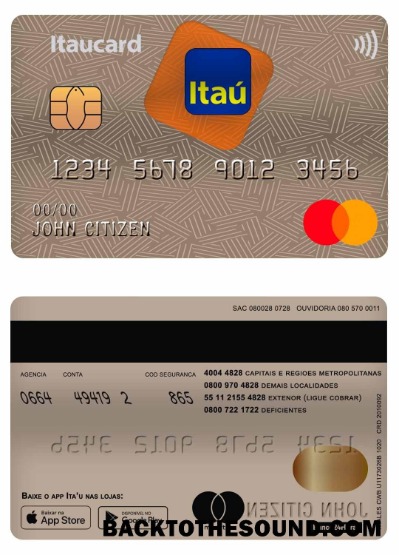 Itaucard
Itaú
1234 5678 9012 3456
00/00
JOHN CITIZEN
SAC 080028 0728 OUVIDORIA 080 570 0011
AGENCIA CONTA COD SEGURANCA
0664 49419 2 865
4004 4828 CAPITAIS E REGIOES METROPOLITANAS
0800 970 4828 DEMAIS LOCALIDADES
55 11 2155 4828 EXTENOR (LIGUE COBRAR)
0800 722 1722 DEFICIENTES
1234 5678 9012 3456
JOHN CITIZEN
BAIXE O APP ITA'U NAS LOJAS:
Baixar na
App Store
DISPONÍVEL NO
Google Play
BACKTOTHESOUND.COM